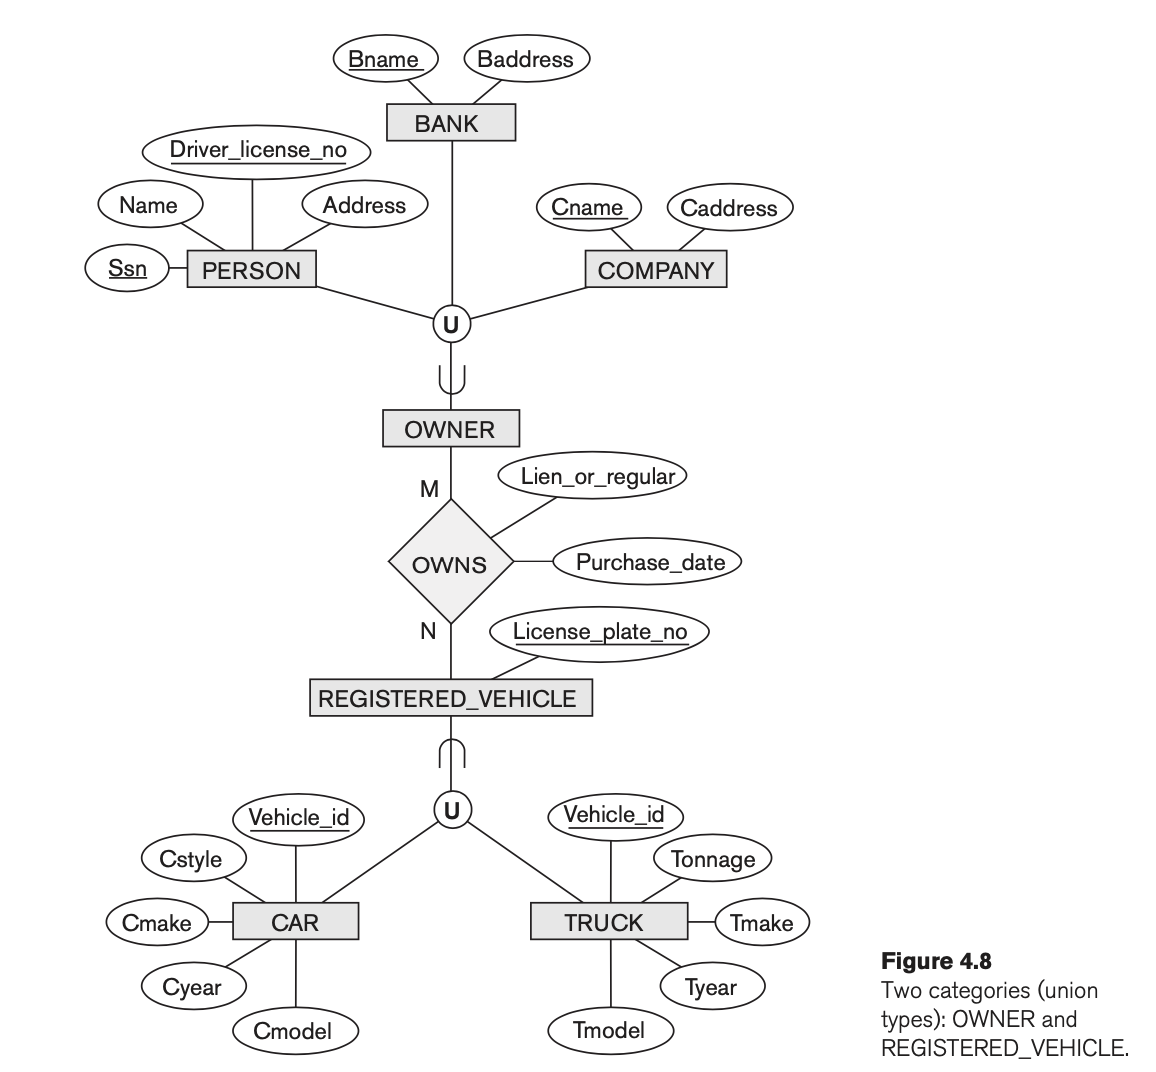 Bname
Baddress
BANK
Driver_license_no
Name
Address
Cname
Caddress
Ssn
PERSON
COMPANY
U
OWNER
M
Lien_or_regular
OWNS
Purchase_date
N
License_plate_no
REGISTERED_VEHICLE
U
Vehicle_id
Vehicle_id
Cstyle
Tonnage
Cmake
CAR
TRUCK
Tmake
Cyear
Tyear
Cmodel
Tmodel
Figure 4.8
Two categories (union
types): OWNER and
REGISTERED_VEHICLE.